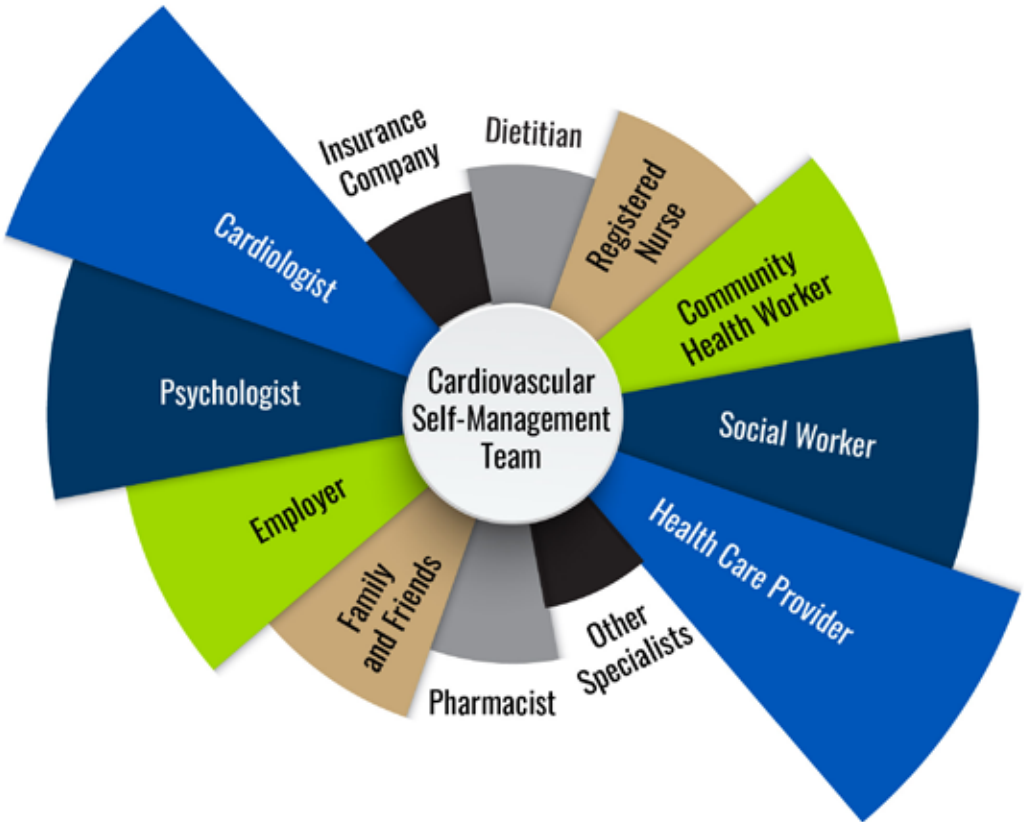 Insurance
Company
Dietitian
Registered
Nurse
Community
Health Worker
Cardiologist
Psychologist
Cardiovascular
Self-Management
Team
Social Worker
Health Care Provider
Employer
Family
and Friends
Pharmacist
Other
Specialists